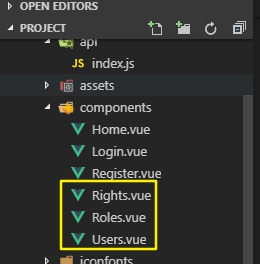 OPEN EDITORS
PROJECT
api
JS index.js
assets
components
Home.vue
Login.vue
Register.vue
Rights.vue
Roles.vue
Users.vue
iconfonts